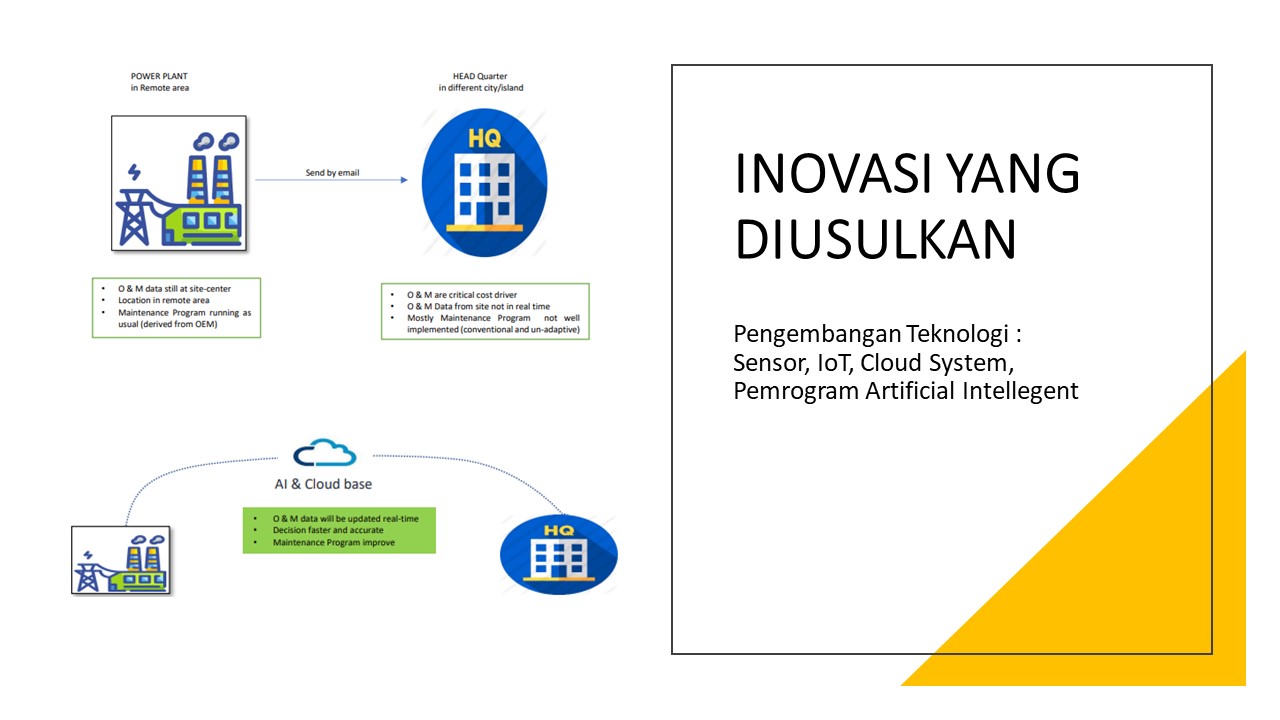 POWER PLANT
in Remote area
HEAD Quarter
in different city/island
HQ
Send by email
• O & M data still at site-center
• Location in remote area
• Maintenance Program running as
usual (derived from OEM)
• O & M are critical cost driver
• O & M Data from site not in real time
• Mostly Maintenance Program not well
implemented (conventional and un-adaptive)
AI & Cloud base
• O & M data will be updated real-time
• Decision faster and accurate
• Maintenance Program improve
HQ
INOVASI YANG
DIUSULKAN
Pengembangan Teknologi :
Sensor, IoT, Cloud System,
Pemrogram Artificial Intellegent